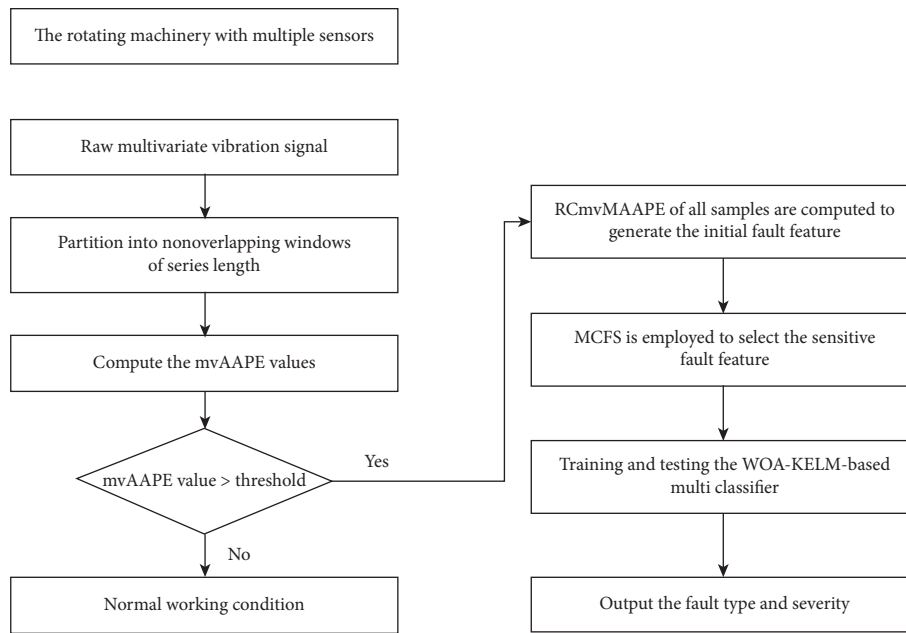 The rotating machinery with multiple sensors
Raw multivariate vibration signal
Partition into nonoverlapping windows
of series length
Compute the mvAAPE values
mvAAPE value > threshold
Yes
No
Normal working condition
RCmvMAAPE of all samples are computed to
generate the initial fault feature
MCFS is employed to select the sensitive
fault feature
Training and testing the WOA-KELM-based
multi classifier
Output the fault type and severity